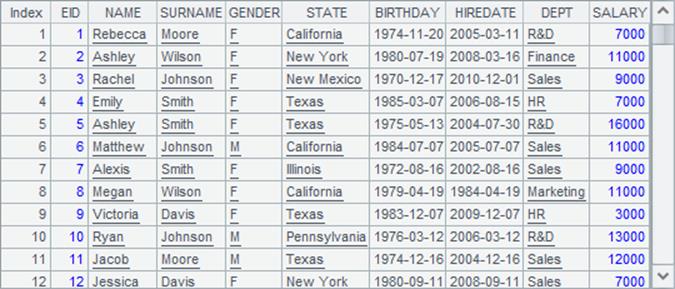 Index EID NAME SURNAME GENDER STATE BIRTHDAY HIREDATE DEPT SALARY
1 1 Rebecca Moore F California 1974-11-20 2005-03-11 R&D 7000
2 2 Ashley Wilson F New York 1980-07-19 2008-03-16 Finance 11000
3 3 Rachel Johnson F New Mexico 1970-12-17 2010-12-01 Sales 9000
4 4 Emily Smith F Texas 1985-03-07 2006-08-15 HR 7000
5 5 Ashley Smith F Texas 1975-05-13 2004-07-30 R&D 16000
6 6 Matthew Johnson M California 1984-07-07 2005-07-07 Sales 11000
7 7 Alexis Smith F Illinois 1972-08-16 2002-08-16 Sales 9000
8 8 Megan Wilson F California 1979-04-19 1984-04-19 Marketing 11000
9 9 Victoria Davis F Texas 1983-12-07 2009-12-07 HR 3000
10 10 Ryan Johnson M Pennsylvania 1976-03-12 2006-03-12 R&D 13000
11 11 Jacob Moore M Texas 1974-12-16 2004-12-16 Sales 12000
12 12 Jessica Davis F New York 1980-09-11 2008-09-11 Sales 7000